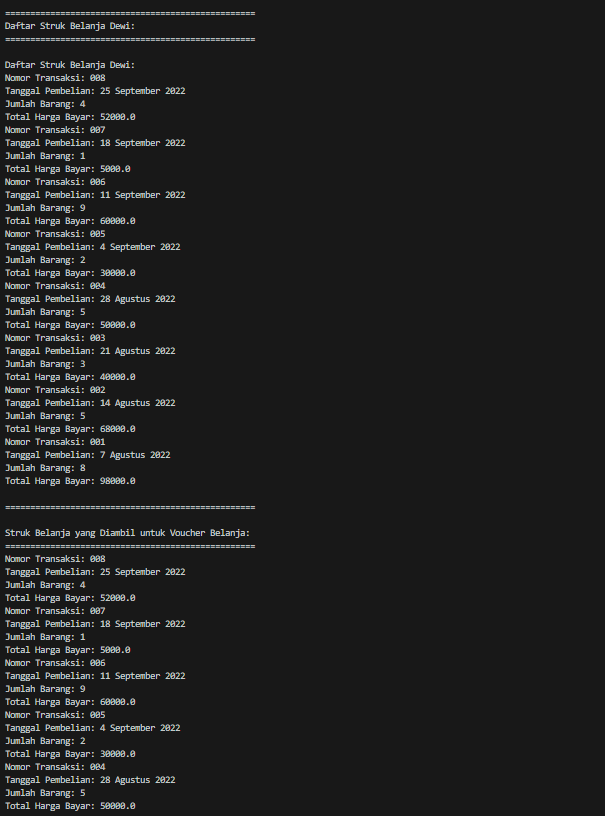 ==================================================
Daftar Struk Belanja Dewi:
==================================================
Daftar Struk Belanja Dewi:
Nomor Transaksi: 008
Tanggal Pembelian: 25 September 2022
Jumlah Barang: 4
Total Harga Bayar: 52000.0
Nomor Transaksi: 007
Tanggal Pembelian: 18 September 2022
Jumlah Barang: 1
Total Harga Bayar: 5000.0
Nomor Transaksi: 006
Tanggal Pembelian: 11 September 2022
Jumlah Barang: 9
Total Harga Bayar: 60000.0
Nomor Transaksi: 005
Tanggal Pembelian: 4 September 2022
Jumlah Barang: 2
Total Harga Bayar: 30000.0
Nomor Transaksi: 004
Tanggal Pembelian: 28 Agustus 2022
Jumlah Barang: 5
Total Harga Bayar: 50000.0
Nomor Transaksi: 003
Tanggal Pembelian: 21 Agustus 2022
Jumlah Barang: 3
Total Harga Bayar: 40000.0
Nomor Transaksi: 002
Tanggal Pembelian: 14 Agustus 2022
Jumlah Barang: 5
Total Harga Bayar: 68000.0
Nomor Transaksi: 001
Tanggal Pembelian: 7 Agustus 2022
Jumlah Barang: 8
Total Harga Bayar: 98000.0
==================================================
Struk Belanja yang Diambil untuk Voucher Belanja:
==================================================
Nomor Transaksi: 008
Tanggal Pembelian: 25 September 2022
Jumlah Barang: 4
Total Harga Bayar: 52000.0
Nomor Transaksi: 007
Tanggal Pembelian: 18 September 2022
Jumlah Barang: 1
Total Harga Bayar: 5000.0
Nomor Transaksi: 006
Tanggal Pembelian: 11 September 2022
Jumlah Barang: 9
Total Harga Bayar: 60000.0
Nomor Transaksi: 005
Tanggal Pembelian: 4 September 2022
Jumlah Barang: 2
Total Harga Bayar: 30000.0
Nomor Transaksi: 004
Tanggal Pembelian: 28 Agustus 2022
Jumlah Barang: 5
Total Harga Bayar: 50000.0